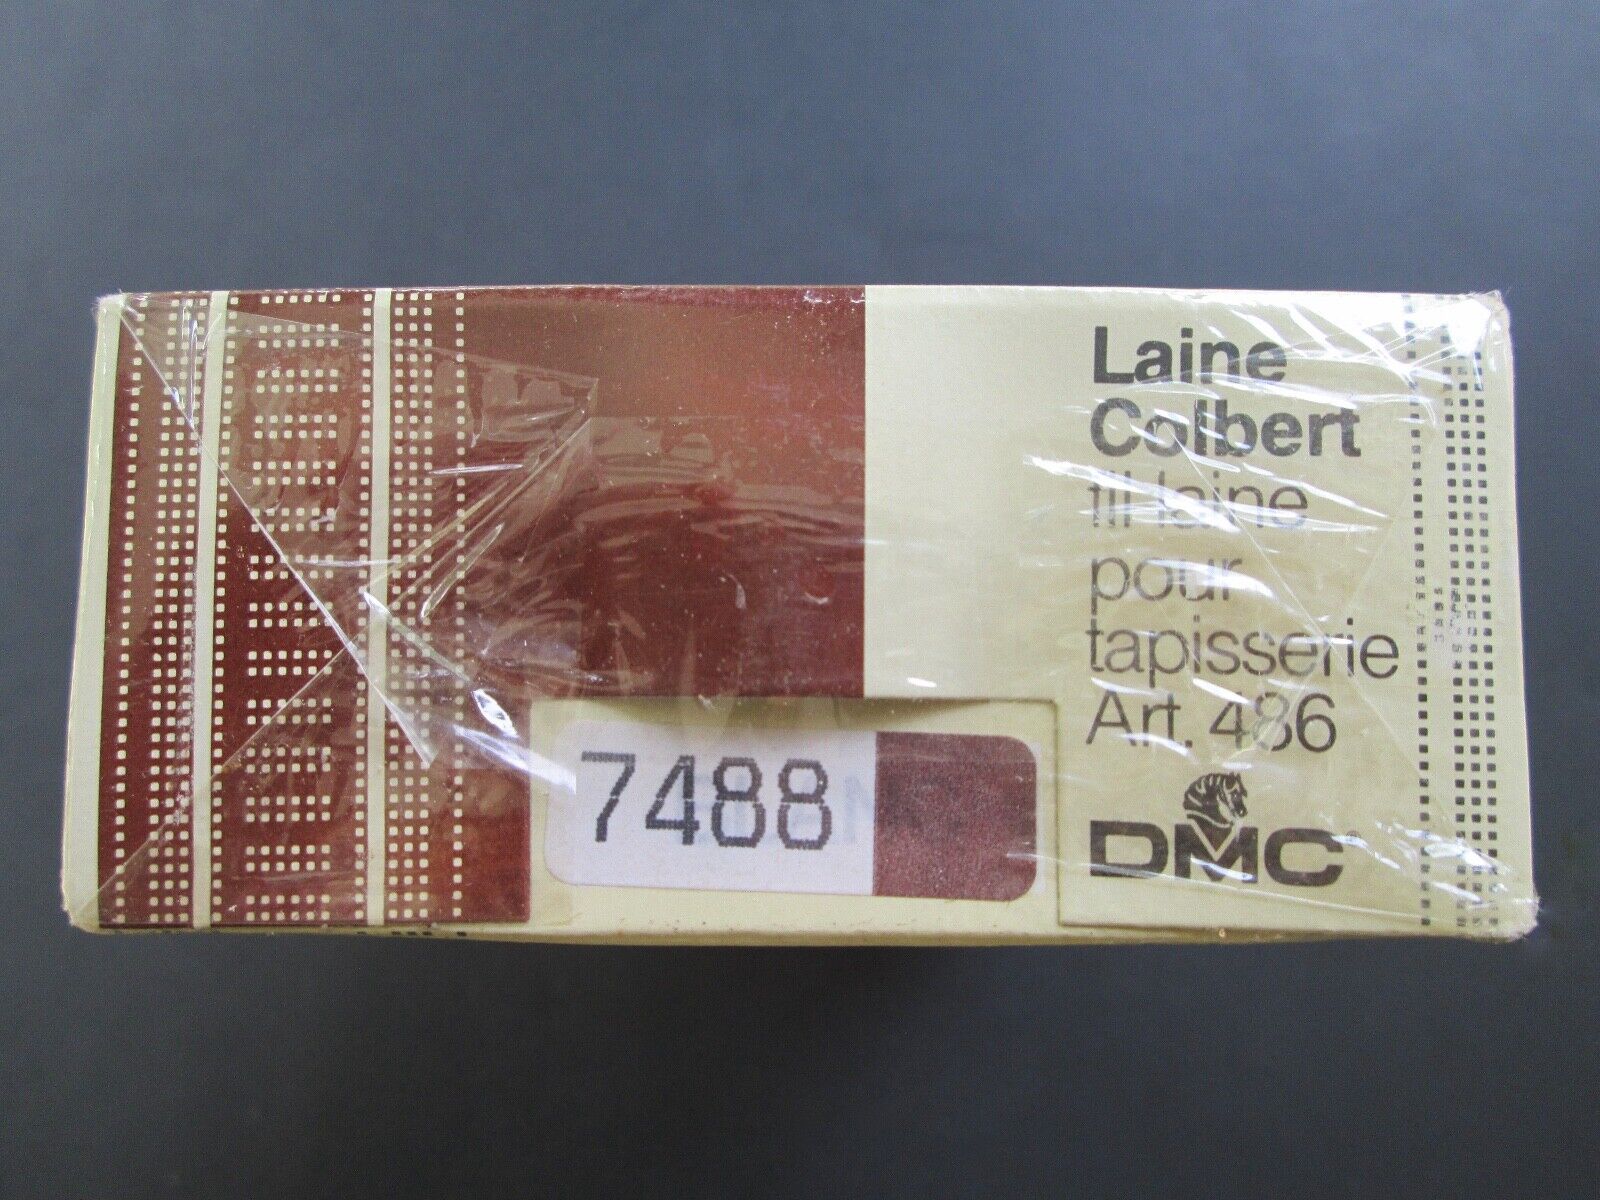 Laine
Colbert
fil laine
pour
tapisserie
Art. 486
7488
DMC